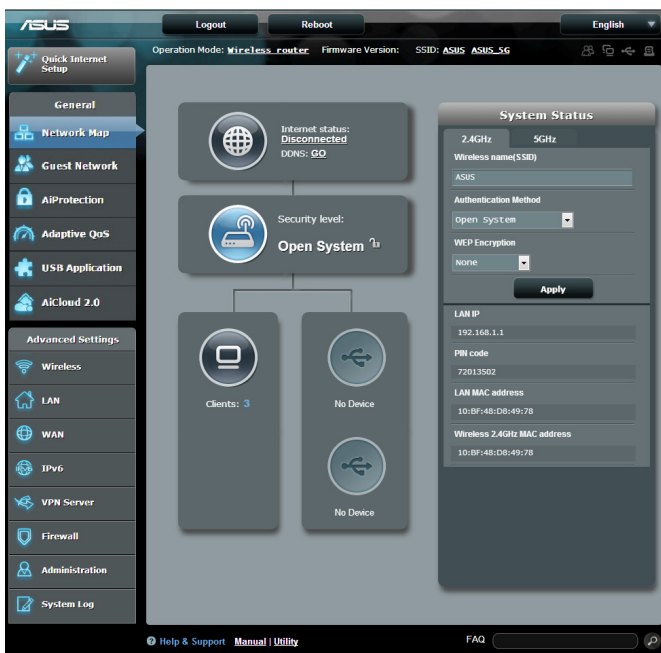 ASUS
Logout
Reboot
English
Quick Internet
Setup
Operation Mode: Wireless router Firmware Version: SSID: ASUS ASUS_5G
General
Network Map
Guest Network
AiProtection
Adaptive QoS
USB Application
AiCloud 2.0
Advanced Settings
Wireless
LAN
WAN
IPv6
VPN Server
Firewall
Administration
System Log
Internet status:
Disconnected
DDNS: GO
Security level:
Open System
Clients: 3
No Device
No Device
System Status
2.4GHz 5GHz
Wireless name(SSID)
ASUS
Authentication Method
Open System
WEP Encryption
None
Apply
LAN IP
192.168.1.1
PIN code
72013502
LAN MAC address
10:BF:48:D8:49:78
Wireless 2.4GHz MAC address
10:BF:48:D8:49:78
Help & Support Manual | Utility
FAQ